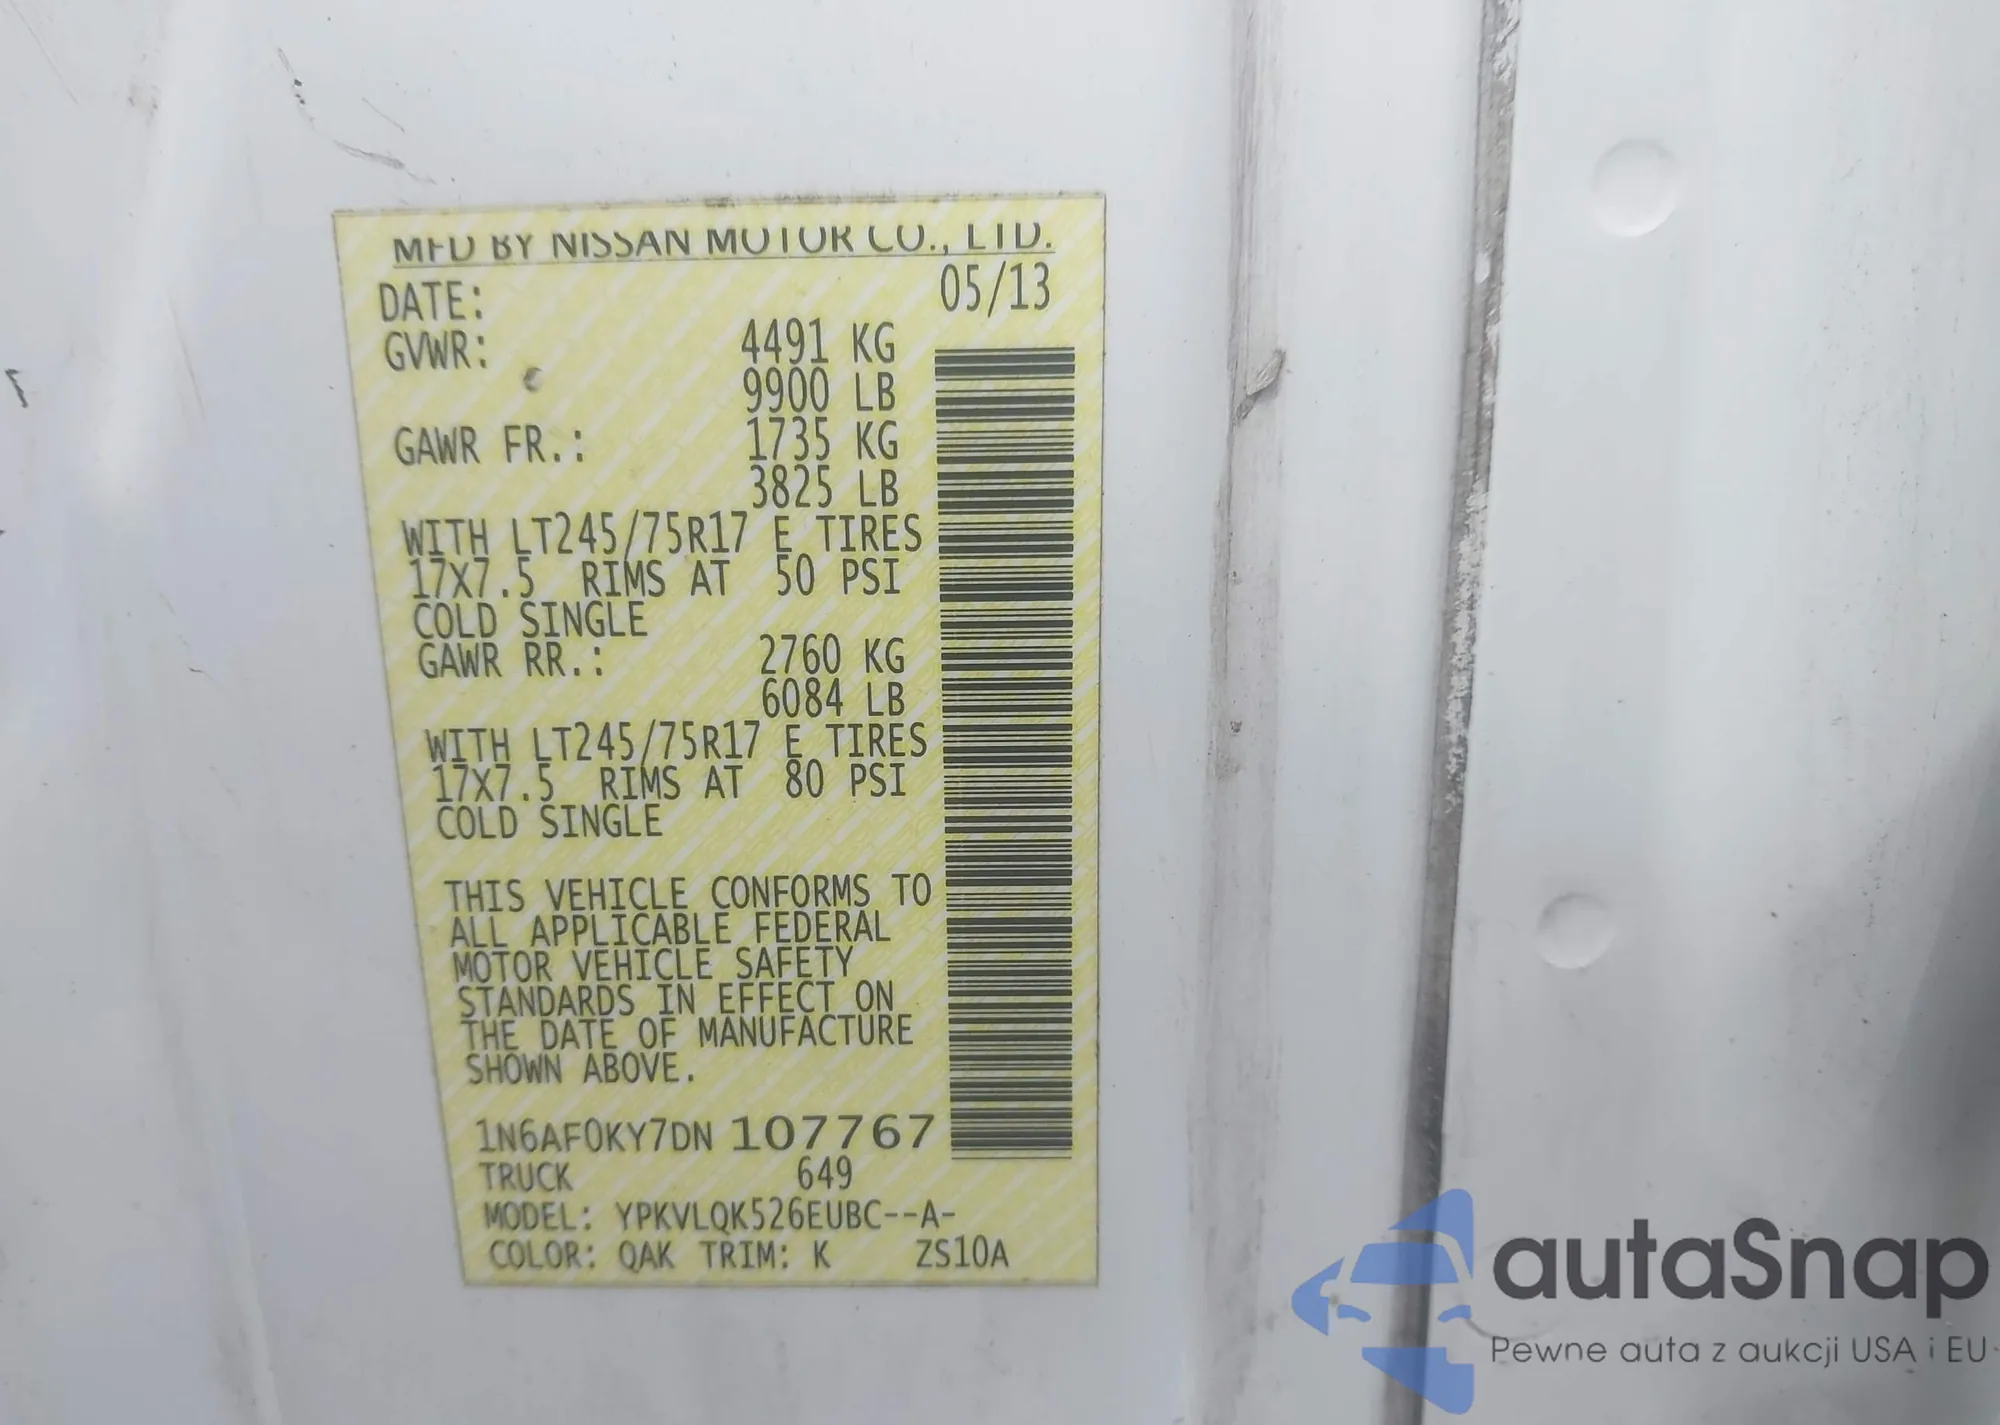 MFD BY NISSAN MOTOR CO., LTD.
DATE: 05/13
GVWR: 4491 KG
9900 LB
GAWR FR.: 1735 KG
3825 LB
WITH LT245/75R17 E TIRES
17X7.5 RIMS AT 50 PSI
COLD SINGLE
GAWR RR.: 2760 KG
6084 LB
WITH LT245/75R17 E TIRES
17X7.5 RIMS AT 80 PSI
COLD SINGLE
THIS VEHICLE CONFORMS TO
ALL APPLICABLE FEDERAL
MOTOR VEHICLE SAFETY
STANDARDS IN EFFECT ON
THE DATE OF MANUFACTURE
SHOWN ABOVE.
1N6AF0KY7DN 107767
TRUCK 649
MODEL: YPKVLQK526EUBC--A-
COLOR: QAK TRIM: K ZS10A
autaSnap
Pewne auta z aukcji USA i EU